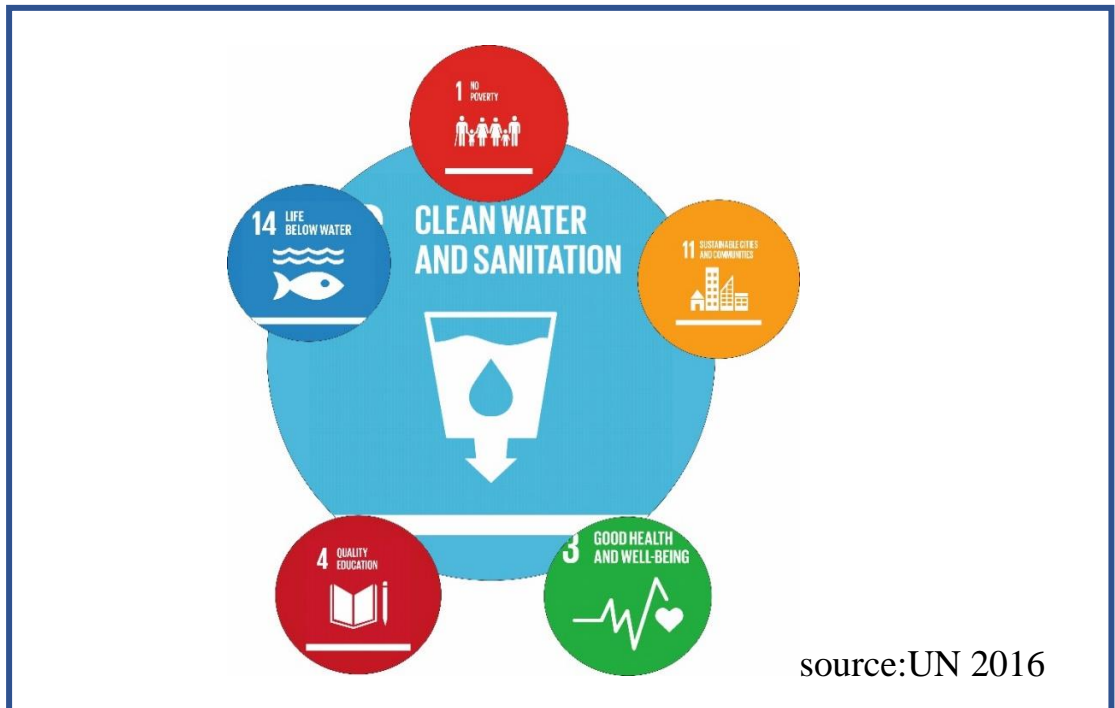 1 NO
POVERTY
14 LIFE
BELOW WATER
CLEAN WATER
AND SANITATION
11 SUSTAINABLE CITIES
AND COMMUNITIES
4 QUALITY
EDUCATION
3 GOOD HEALTH
AND WELL-BEING
source:UN 2016